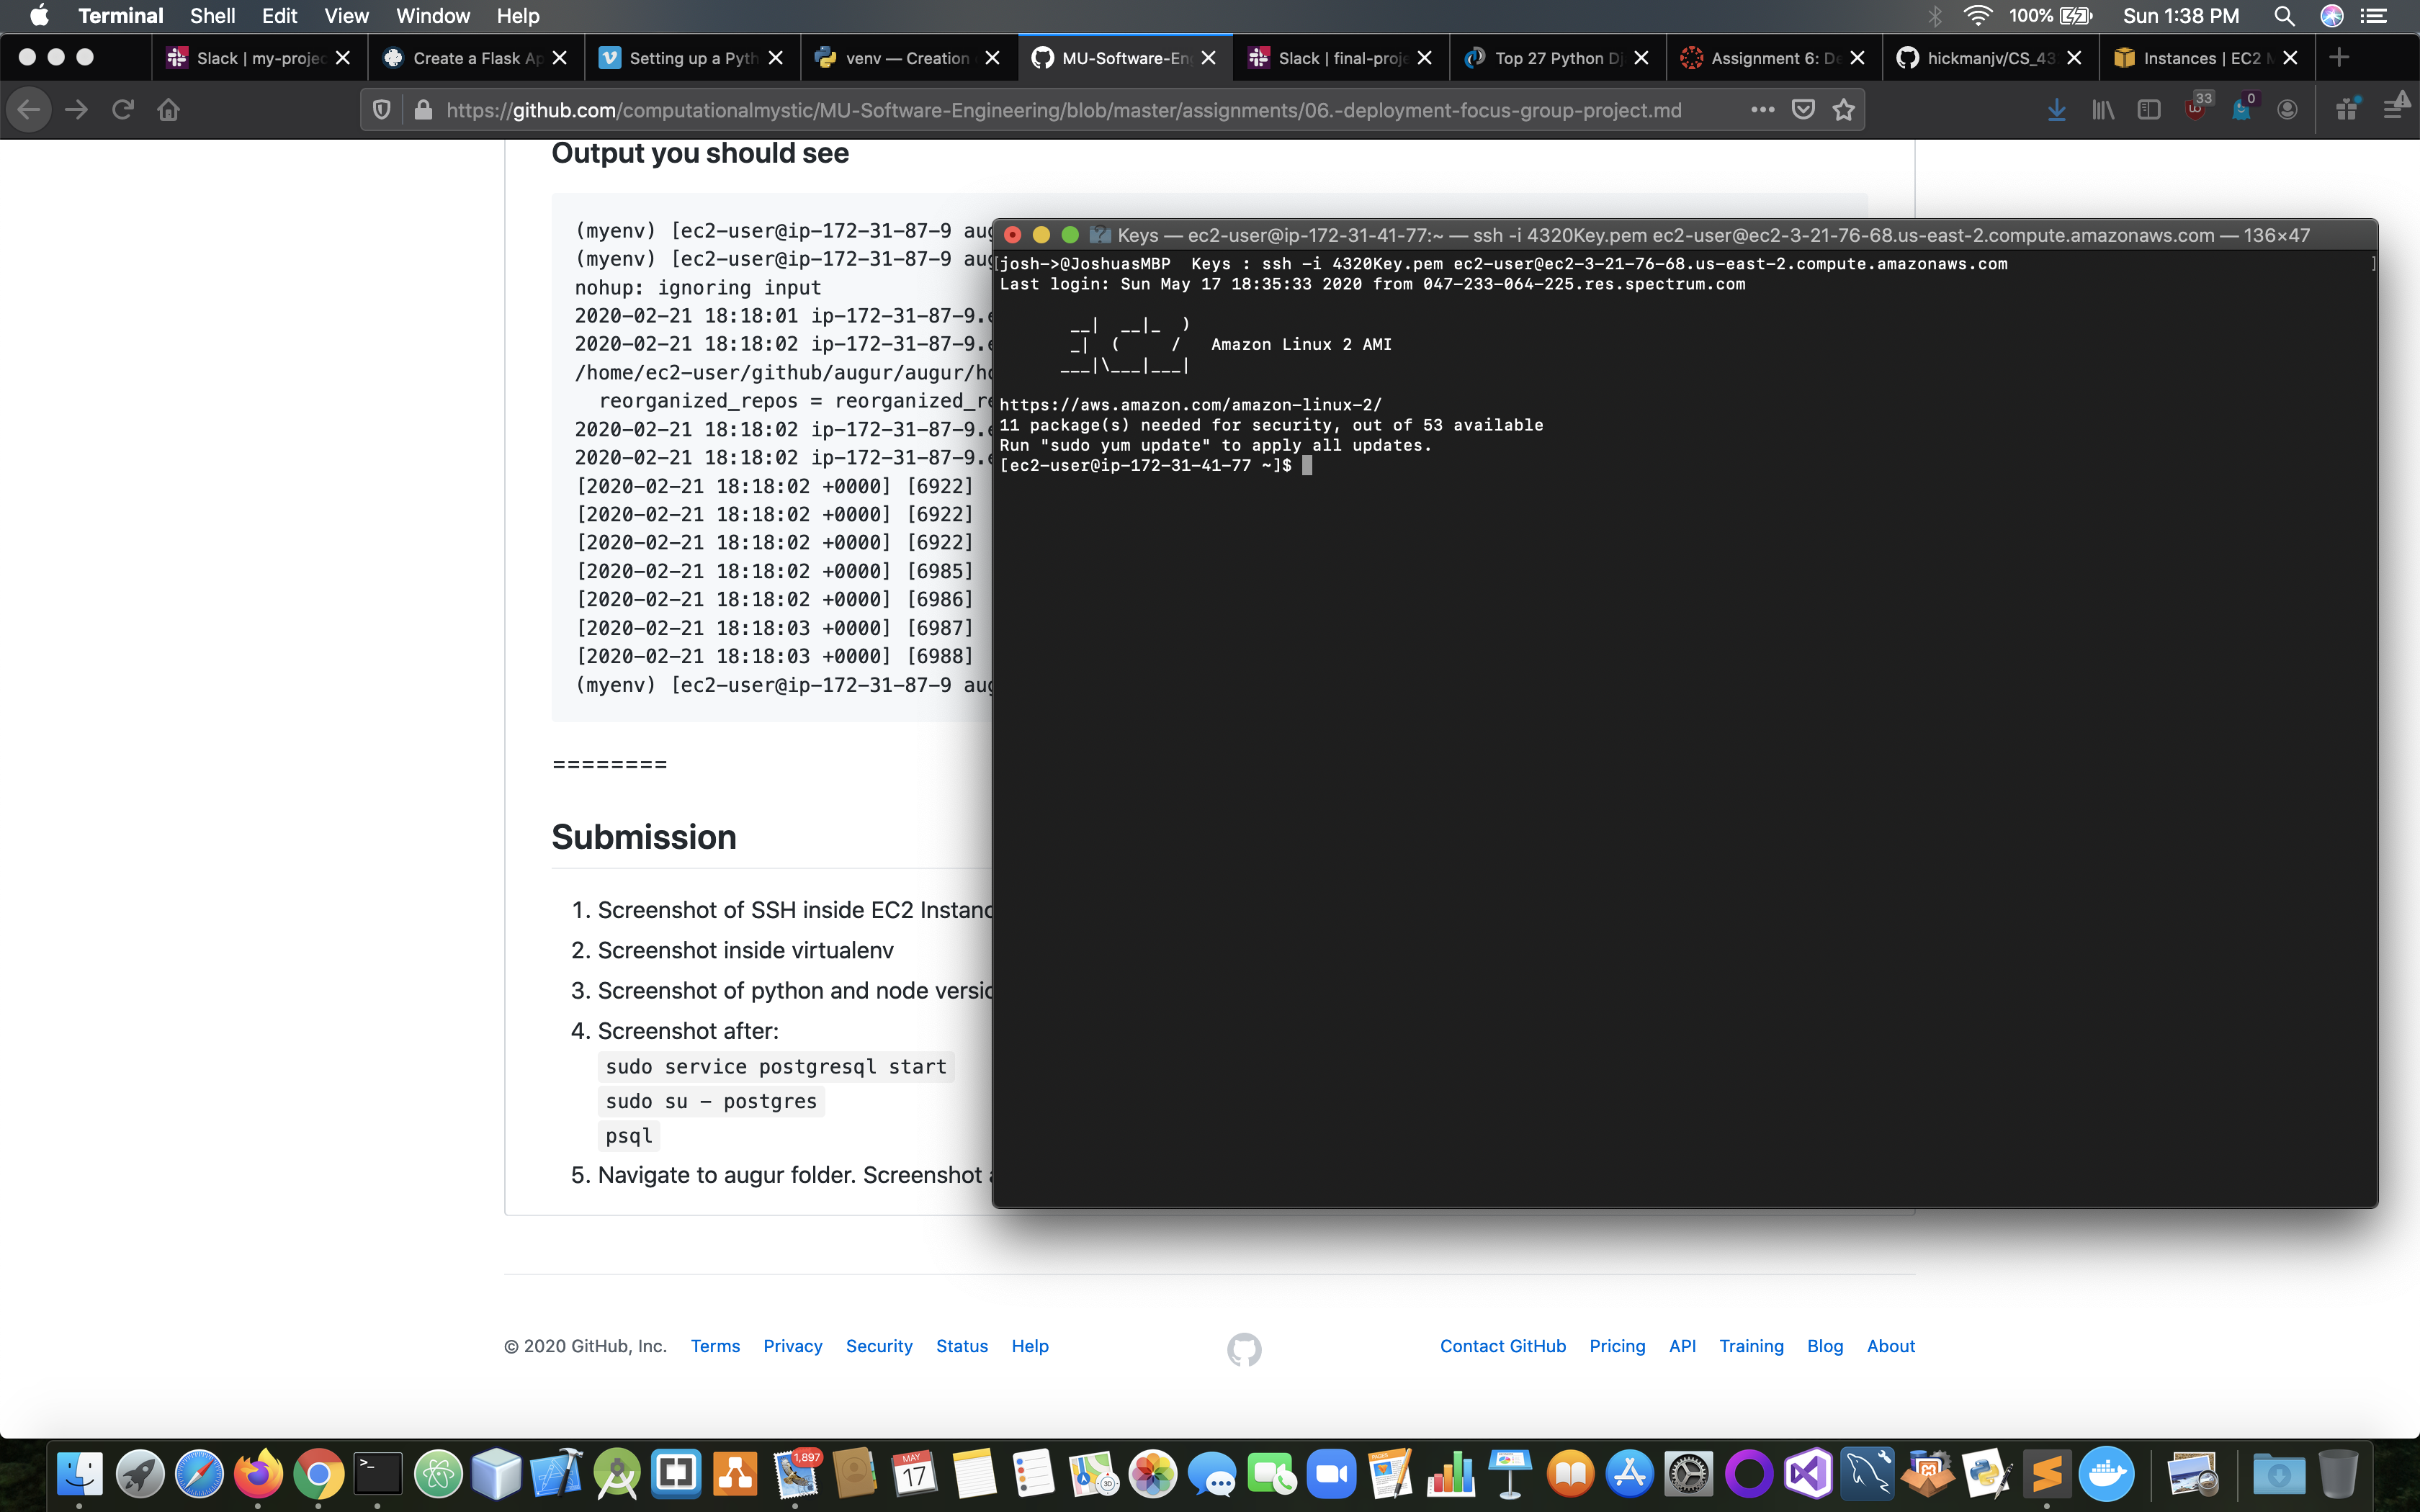 Terminal Shell Edit View Window Help 100% Sun 1:38 PM
Slack | my-projec Create a Flask Ap Setting up a Pyth venv — Creation MU-Software-En Slack | final-proje Top 27 Python Dj Assignment 6: De hickmanjv/CS_43 Instances | EC2 M
https://github.com/computationalmystic/MU-Software-Engineering/blob/master/assignments/06.-deployment-focus-group-project.md 33 0
Output you should see
(myenv) [ec2-user@ip-172-31-87-9 aug
(myenv) [ec2-user@ip-172-31-87-9 aug
nohup: ignoring input
2020-02-21 18:18:01 ip-172-31-87-9.e
2020-02-21 18:18:02 ip-172-31-87-9.e
/home/ec2-user/github/augur/augur/ho
reorganized_repos = reorganized_re
2020-02-21 18:18:02 ip-172-31-87-9.e
2020-02-21 18:18:02 ip-172-31-87-9.e
[2020-02-21 18:18:02 +0000] [6922]
[2020-02-21 18:18:02 +0000] [6922]
[2020-02-21 18:18:02 +0000] [6922]
[2020-02-21 18:18:02 +0000] [6985]
[2020-02-21 18:18:02 +0000] [6986]
[2020-02-21 18:18:03 +0000] [6987]
[2020-02-21 18:18:03 +0000] [6988]
(myenv) [ec2-user@ip-172-31-87-9 aug
========
Submission
1. Screenshot of SSH inside EC2 Instanc
2. Screenshot inside virtualenv
3. Screenshot of python and node versio
4. Screenshot after:
sudo service postgresql start
sudo su - postgres
psql
5. Navigate to augur folder. Screenshot a
Keys — ec2-user@ip-172-31-41-77:~ — ssh -i 4320Key.pem ec2-user@ec2-3-21-76-68.us-east-2.compute.amazonaws.com — 136×47
[josh->@JoshuasMBP  Keys : ssh -i 4320Key.pem ec2-user@ec2-3-21-76-68.us-east-2.compute.amazonaws.com ]
Last login: Sun May 17 18:35:33 2020 from 047-233-064-225.res.spectrum.com
__|  __|_  )
_|  (     /   Amazon Linux 2 AMI
___|\___|___|
https://aws.amazon.com/amazon-linux-2/
11 package(s) needed for security, out of 53 available
Run "sudo yum update" to apply all updates.
[ec2-user@ip-172-31-41-77 ~]$
© 2020 GitHub, Inc. Terms Privacy Security Status Help Contact GitHub Pricing API Training Blog About
1,897 MAY 17